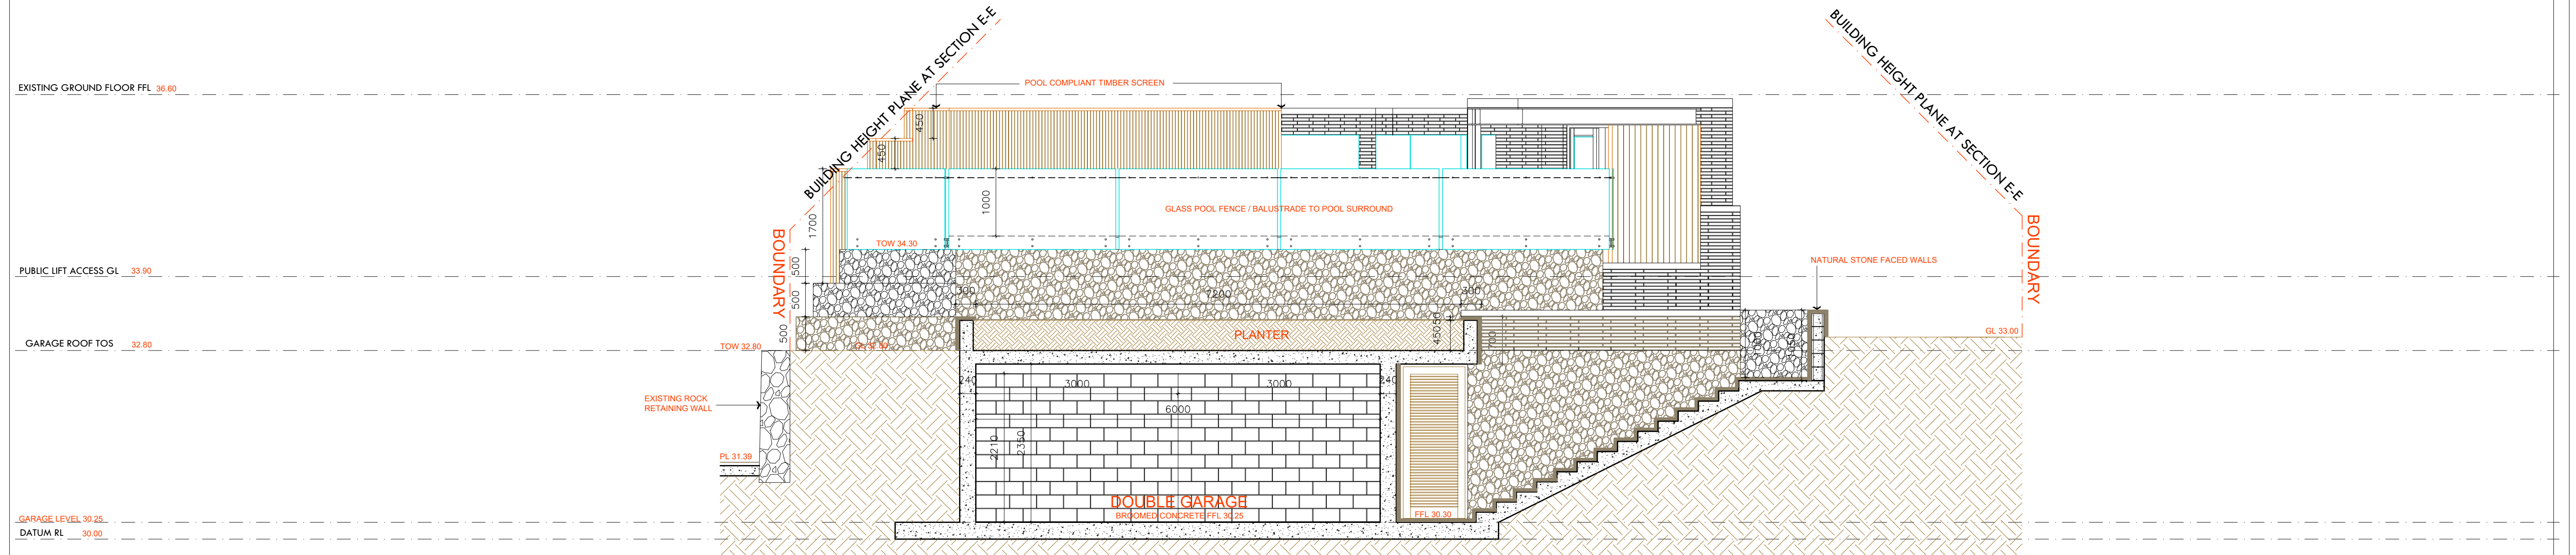 BUILDING HEIGHT PLANE AT SECTION E-E
BUILDING HEIGHT PLANE AT SECTION E-E
EXISTING GROUND FLOOR FFL 36.60
POOL COMPLIANT TIMBER SCREEN
450
450
1000
1700
GLASS POOL FENCE / BALUSTRADE TO POOL SURROUND
BOUNDARY
BOUNDARY
TOW 34.30
PUBLIC LIFT ACCESS GL 33.90
NATURAL STONE FACED WALLS
500
500
500
300
7200
300
PLANTER
450
50
700
GL 33.00
GARAGE ROOF TOS 32.80
TOW 32.80
240
3000
3000
240
6000
EXISTING ROCK
RETAINING WALL
2210
2350
PL 31.39
DOUBLE GARAGE
BROOMED CONCRETE FFL 30.25
FFL 30.30
GARAGE LEVEL 30.25
DATUM RL 30.00